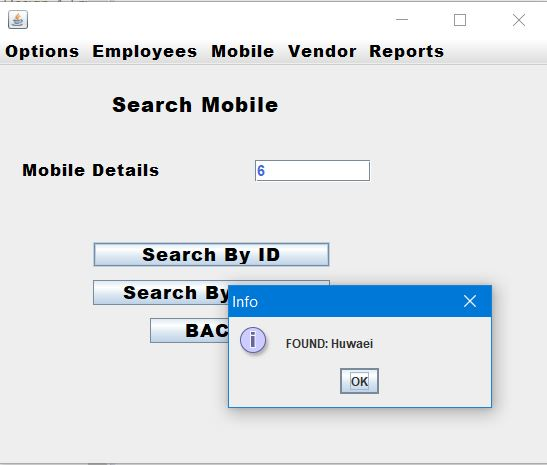 Options Employees Mobile Vendor Reports
Search Mobile
Mobile Details 6
Search By ID
Search By
Info
FOUND: Huwaei
OK